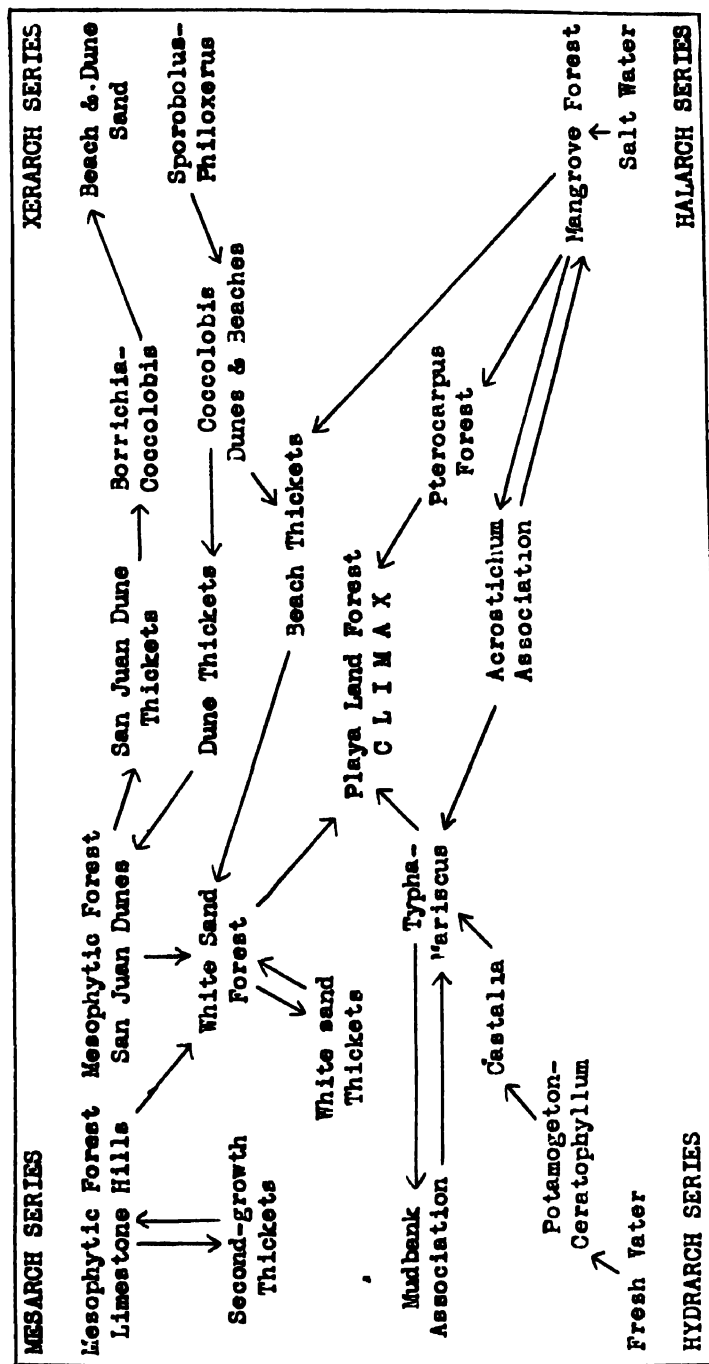 MESARCH SERIES
XERARCH SERIES
Mesophytic Forest
Limestone Hills
Mesophytic Forest
San Juan Dunes
San Juan Dune
Thickets
Borrichia-
Coccolobis
Beach & Dune
Sand
Second-growth
Thickets
White Sand
Forest
Dune Thickets
Coccolobis
Dunes & Beaches
Sporobolus-
Philoxerus
White sand
Thickets
Beach Thickets
Playa Land Forest
C L I M A X
Mudbank
Association
Typha-
Mariscus
Pterocarpus
Forest
Castalia
Acrostichum
Association
Potamogeton-
Ceratophyllum
Mangrove Forest
Fresh Water
Salt Water
HYDRARCH SERIES
HALARCH SERIES